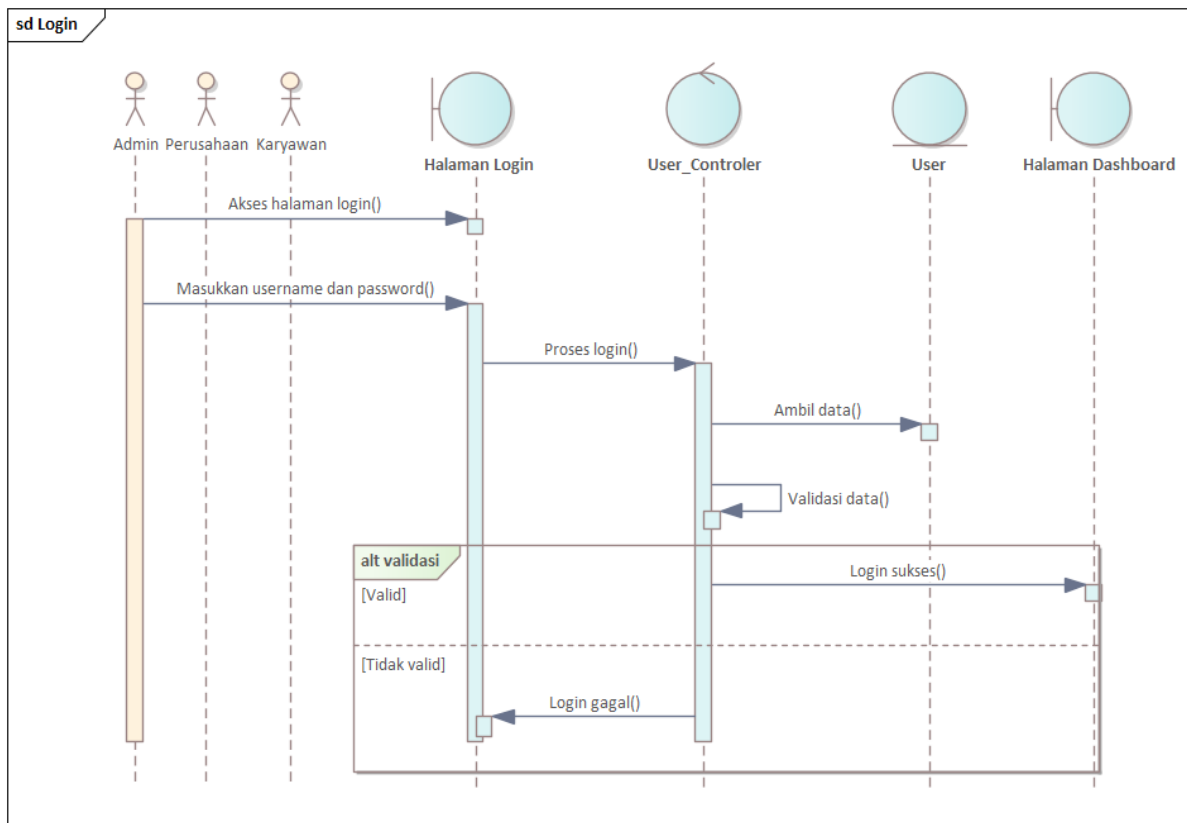 sd Login
Admin Perusahaan Karyawan
Halaman Login
User_Controler
User
Halaman Dashboard
Akses halaman login()
Masukkan username dan password()
Proses login()
Ambil data()
Validasi data()
alt validasi
Login sukses()
[Valid]
[Tidak valid]
Login gagal()